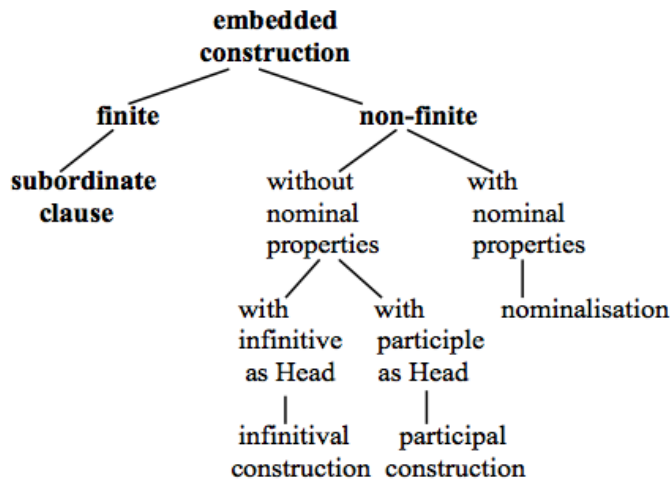 embedded
construction
finite
non-finite
subordinate
clause
without
nominal
properties
with
nominal
properties
with
infinitive
as Head
with
participle
as Head
nominalisation
infinitival
construction
participal
construction